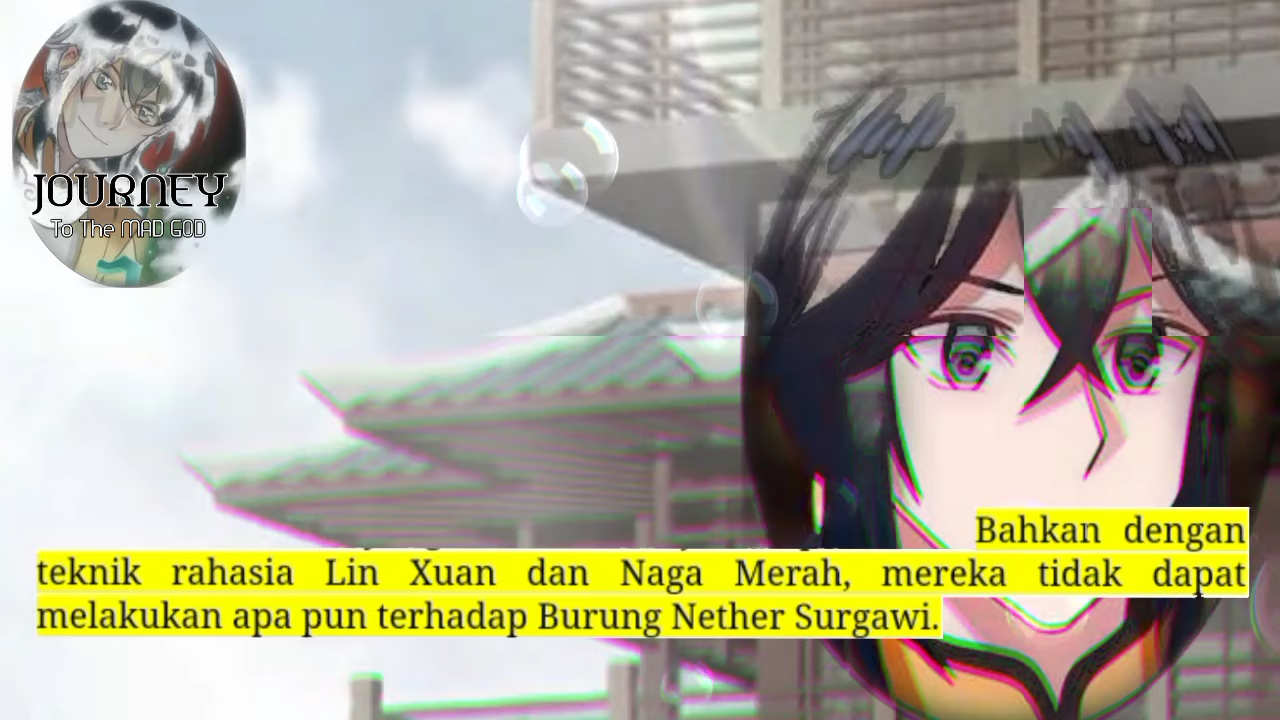 JOURNEY
To The MAD GOD
Bahkan dengan
teknik rahasia Lin Xuan dan Naga Merah, mereka tidak dapat
melakukan apa pun terhadap Burung Nether Surgawi.